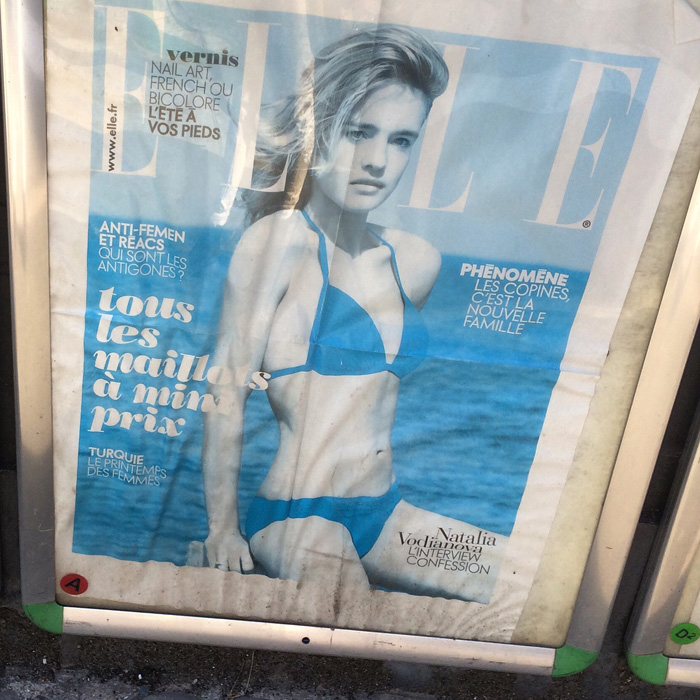 ELLE
®
www.elle.fr
vernis
NAIL ART,
FRENCH OU
BICOLORE
L'ÉTÉ À
VOS PIEDS
ANTI-FEMEN
ET RÉACS
QUI SONT LES
ANTIGONES?
PHÉNOMÈNE
LES COPINES,
C'EST LA
NOUVELLE
FAMILLE
tous
les
maillots
à mini
prix
TURQUIE
LE PRINTEMPS
DES FEMMES
Natalia
Vodianova
L'INTERVIEW
CONFESSION
A
D2